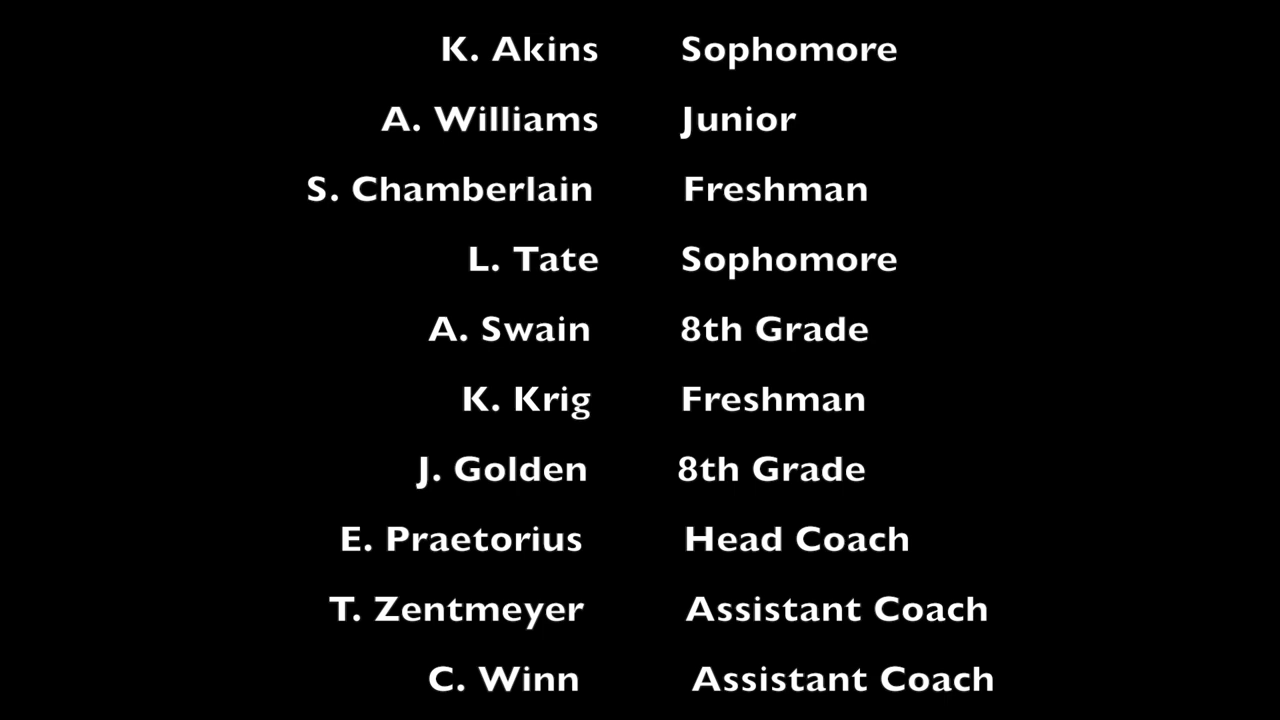 K. Akins Sophomore
A. Williams Junior
S. Chamberlain Freshman
L. Tate Sophomore
A. Swain 8th Grade
K. Krig Freshman
J. Golden 8th Grade
E. Praetorius Head Coach
T. Zentmeyer Assistant Coach
C. Winn Assistant Coach